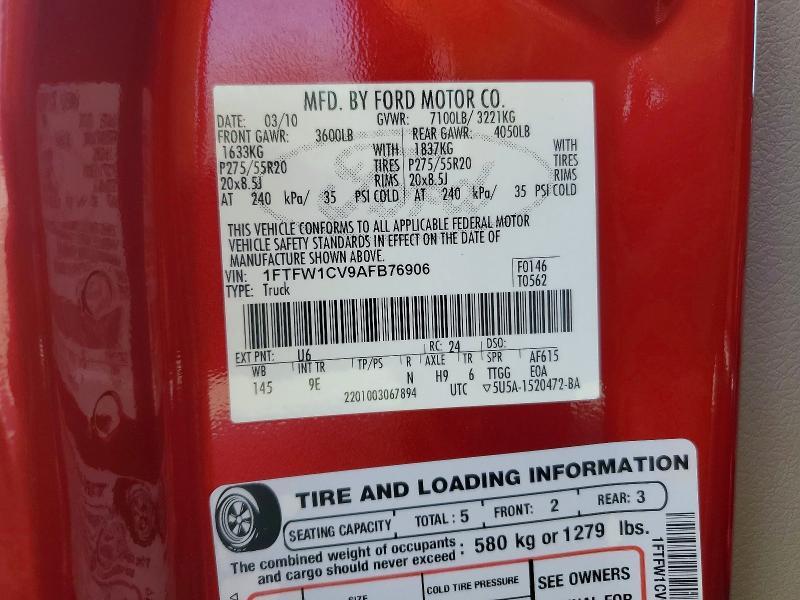 MFD. BY FORD MOTOR CO.
DATE: 03/10 GVWR: 7100LB/ 3221KG
FRONT GAWR: 3600LB REAR GAWR: 4050LB
1633KG WITH 1837KG WITH
P275/55R20 TIRES P275/55R20 TIRES
20x8.5J RIMS 20x8.5J RIMS
AT 240 kPa/ 35 PSI COLD AT 240 kPa/ 35 PSI COLD
THIS VEHICLE CONFORMS TO ALL APPLICABLE FEDERAL MOTOR
VEHICLE SAFETY STANDARDS IN EFFECT ON THE DATE OF
MANUFACTURE SHOWN ABOVE.
VIN: 1FTFW1CV9AFB76906 F0146
TYPE: Truck T0562
EXT PNT: U6 RC: 24 DSO:
WB INT TR TP/PS R AXLE TR SPR AF615
145 9E N H9 6 TTGG EOA
2201003067894 UTC ▽5U5A-1520472-BA
TIRE AND LOADING INFORMATION
SEATING CAPACITY TOTAL: 5 FRONT: 2 REAR: 3
The combined weight of occupants and cargo should never exceed : 580 kg or 1279 lbs.
COLD TIRE PRESSURE SEE OWNERS
1FTFW1CV